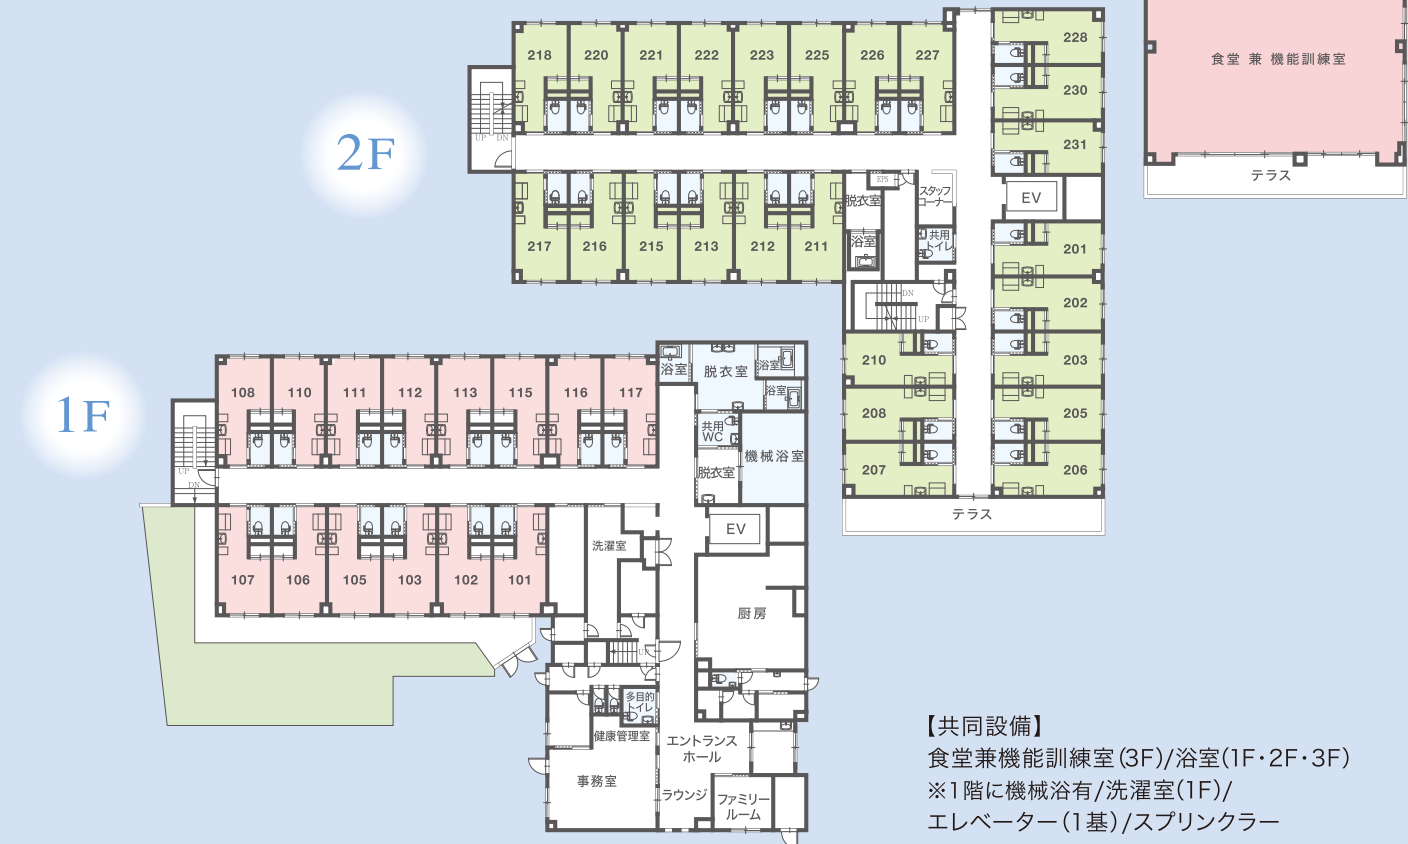 2F
218 220 221 222 223 225 226 227
228
230
231
UP DN
EPS
脱衣室
スタッフ
コーナー
EV
浴室
共用
トイレ
217 216 215 213 212 211
201
202
DN
UP
210
203
208
205
207
206
テラス
食堂 兼 機能訓練室
テラス
1F
108 110 111 112 113 115 116 117
浴室
脱衣室
浴室
浴室
共用
WC
機械浴室
脱衣室
UP
DN
EV
洗濯室
107 106 105 103 102 101
厨房
UP
多目的
トイレ
健康管理室
エントランス
ホール
事務室
ラウンジ
ファミリー
ルーム
【共同設備】
食堂兼機能訓練室(3F)/浴室(1F・2F・3F)
※1階に機械浴有/洗濯室(1F)/
エレベーター(1基)/スプリンクラー